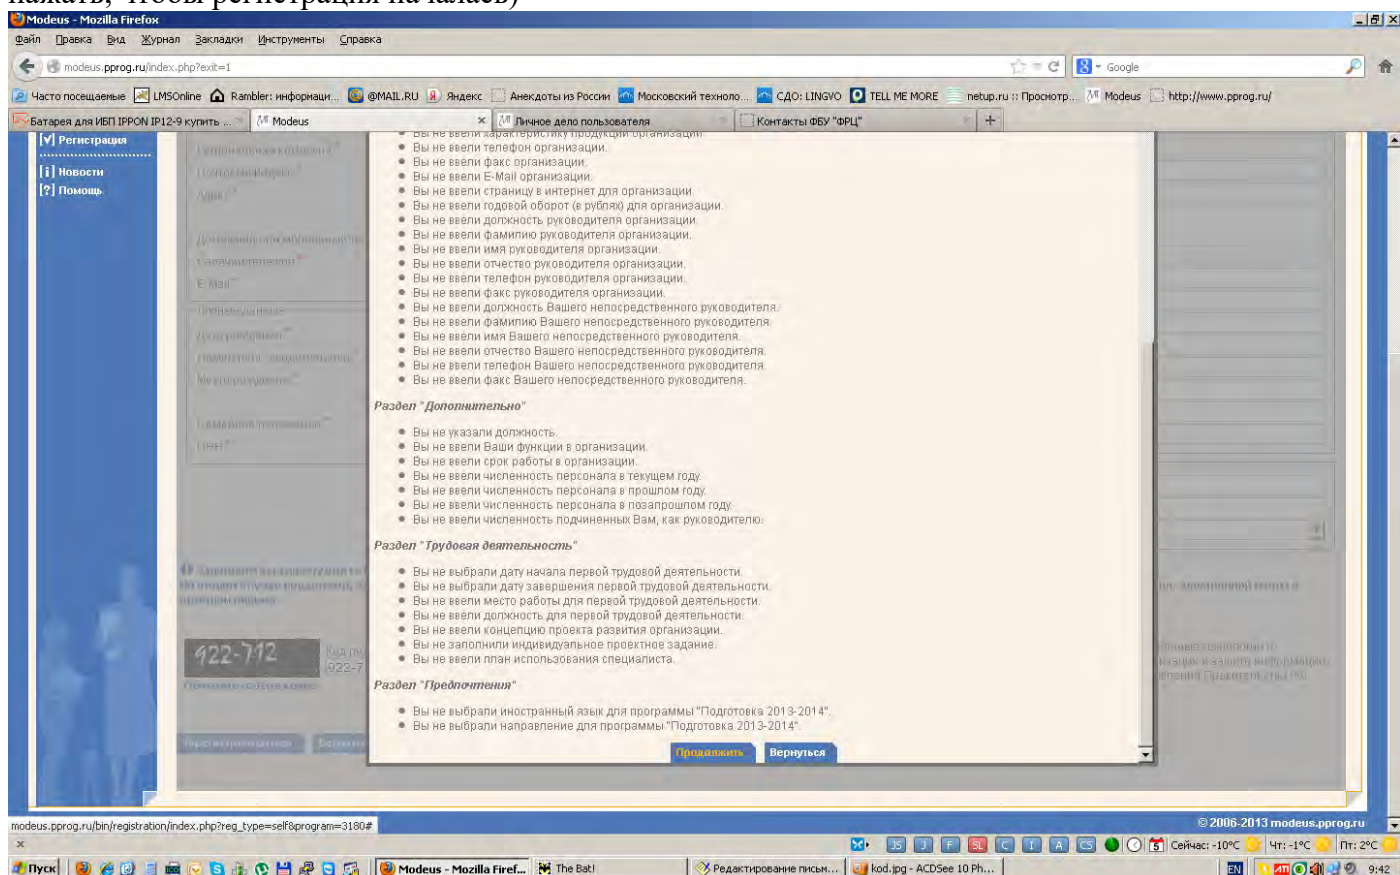 нажать, чтобы регистрация началась)
Modeus - Mozilla Firefox
Файл Правка Вид Журнал Закладки Инструменты Справка
modeus.pprog.ru/index.php?exit=1
Google
Часто посещаемые LMSOnline Rambler: информаци... @MAIL.RU Яндекс Анекдоты из России Московский техноло... СДО: LINGVO TELL ME MORE netup.ru :: Просмотр... Modeus http://www.pprog.ru/
Батарея для ИБП IPPON IP12-9 купить ... Modeus Личное дело пользователя Контакты ФБУ "ФРЦ"
[v] Регистрация
[i] Новости
[?] Помощь
Вы не ввели характеристику продукции организации.
Вы не ввели телефон организации.
Вы не ввели факс организации.
Вы не ввели E-Mail организации.
Вы не ввели страницу в интернет для организации.
Вы не ввели годовой оборот (в рублях) для организации.
Вы не ввели должность руководителя организации.
Вы не ввели фамилию руководителя организации.
Вы не ввели имя руководителя организации.
Вы не ввели отчество руководителя организации.
Вы не ввели телефон руководителя организации.
Вы не ввели факс руководителя организации.
Вы не ввели должность Вашего непосредственного руководителя.
Вы не ввели фамилию Вашего непосредственного руководителя.
Вы не ввели имя Вашего непосредственного руководителя.
Вы не ввели отчество Вашего непосредственного руководителя.
Вы не ввели телефон Вашего непосредственного руководителя.
Вы не ввели факс Вашего непосредственного руководителя.
Раздел "Дополнительно"
Вы не указали должность.
Вы не ввели Ваши функции в организации.
Вы не ввели срок работы в организации.
Вы не ввели численность персонала в текущем году.
Вы не ввели численность персонала в прошлом году.
Вы не ввели численность персонала в позапрошлом году.
Вы не ввели численность подчиненных Вам, как руководителю.
Раздел "Трудовая деятельность"
Вы не выбрали дату начала первой трудовой деятельности.
Вы не выбрали дату завершения первой трудовой деятельности.
Вы не ввели место работы для первой трудовой деятельности.
Вы не ввели должность для первой трудовой деятельности.
Вы не ввели концепцию проекта развития организации.
Вы не заполнили индивидуальное проектное задание.
Вы не ввели план использования специалиста.
Раздел "Предпочтения"
Вы не выбрали иностранный язык для программы "Подготовка 2013-2014".
Вы не выбрали направление для программы "Подготовка 2013-2014".
Продолжить Вернуться
E-Mail
922-712
modeus.pprog.ru/bin/registration/index.php?reg_type=self&program=3180#
© 2006-2013 modeus.pprog.ru
JS J F SL C I A CS Сейчас: -10°C Чт: -1°C Пт: 2°C
Пуск Modeus - Mozilla Firef... The Bat! Редактирование письм... kod.jpg - ACDSee 10 Ph... EN 9:42